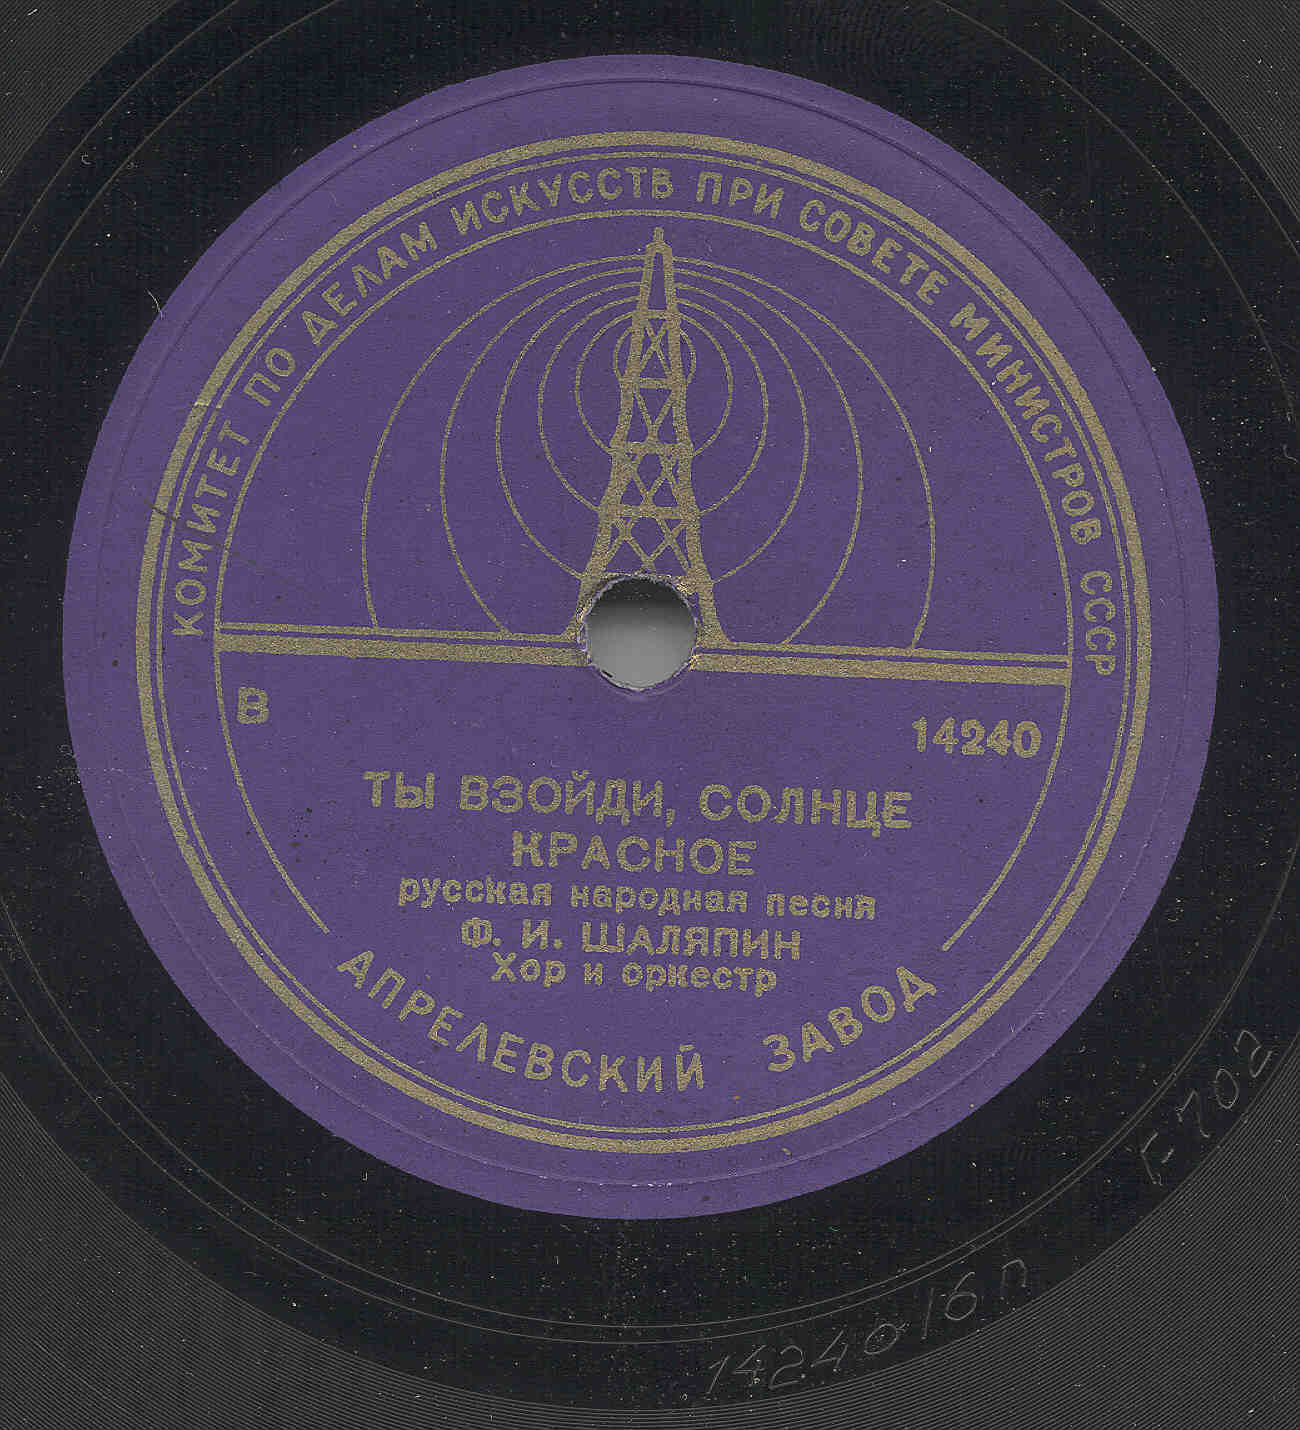 КОМИТЕТ ПО ДЕЛАМ ИСКУССТВ ПРИ СОВЕТЕ МИНИСТРОВ СССР
В 14240
ТЫ ВЗОЙДИ, СОЛНЦЕ
КРАСНОЕ
русская народная песня
Ф. И. ШАЛЯПИН
Хор и оркестр
АПРЕЛЕВСКИЙ ЗАВОД
14240